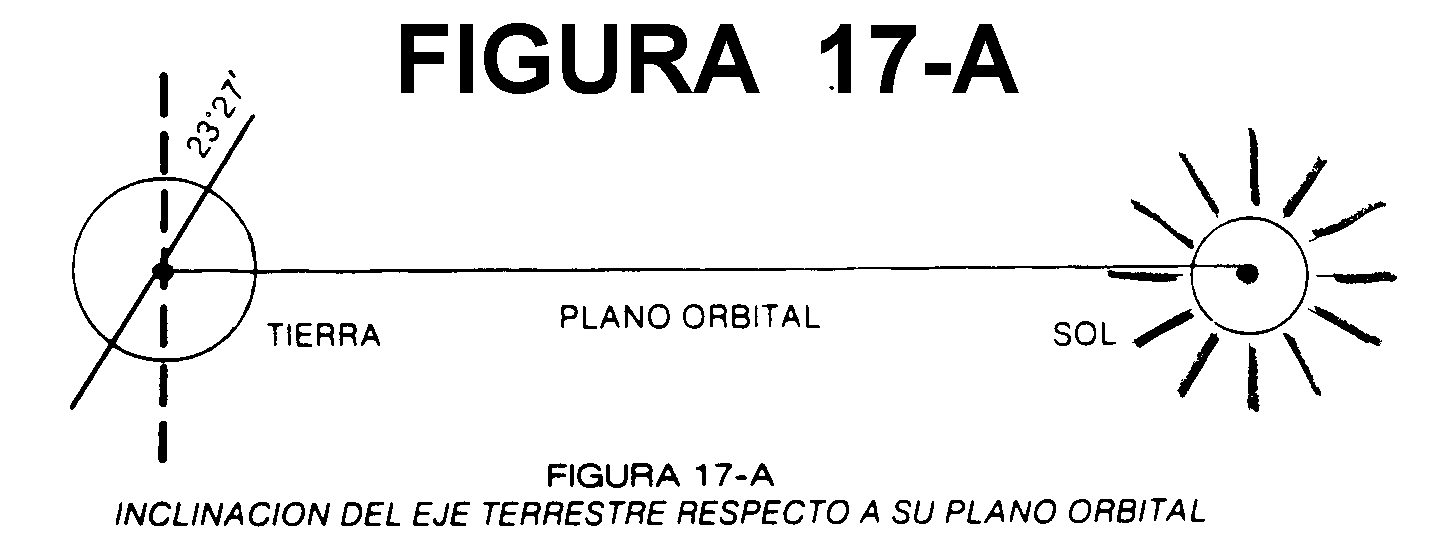 FIGURA 17-A
23°27'
TIERRA
PLANO ORBITAL
SOL
FIGURA 17-A
INCLINACION DEL EJE TERRESTRE RESPECTO A SU PLANO ORBITAL